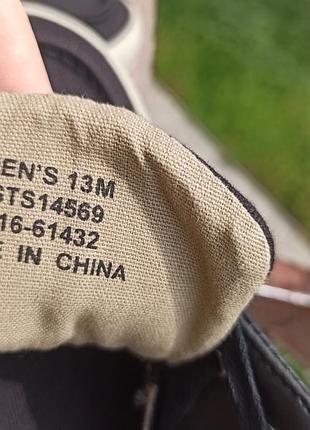 EN'S 13M
STS14569
16-61432
E IN CHINA